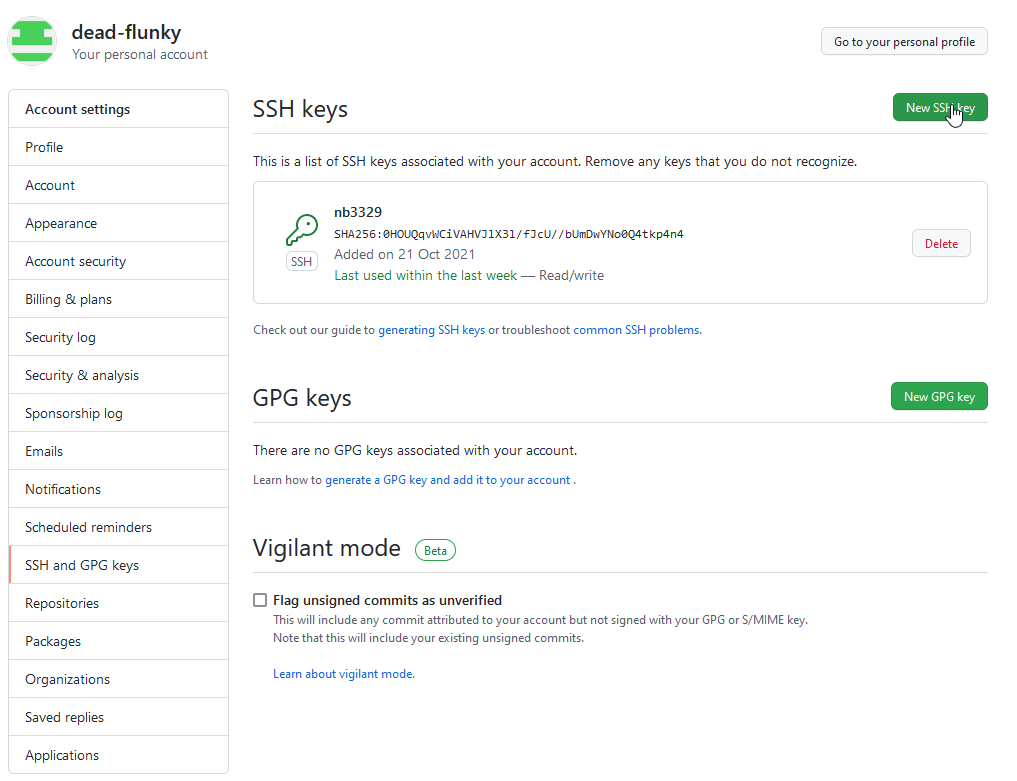 dead-flunky
Your personal account
Go to your personal profile
Account settings
Profile
Account
Appearance
Account security
Billing & plans
Security log
Security & analysis
Sponsorship log
Emails
Notifications
Scheduled reminders
SSH and GPG keys
Repositories
Packages
Organizations
Saved replies
Applications
SSH keys
New SSH key
This is a list of SSH keys associated with your account. Remove any keys that you do not recognize.
nb3329
SHA256:0HOUQqvWCiVAHVJ1X31/fJcU//bUmDwYNo0Q4tkp4n4
SSH
Added on 21 Oct 2021
Last used within the last week — Read/write
Delete
Check out our guide to generating SSH keys or troubleshoot common SSH problems.
GPG keys
New GPG key
There are no GPG keys associated with your account.
Learn how to generate a GPG key and add it to your account .
Vigilant mode Beta
Flag unsigned commits as unverified
This will include any commit attributed to your account but not signed with your GPG or S/MIME key.
Note that this will include your existing unsigned commits.
Learn about vigilant mode.